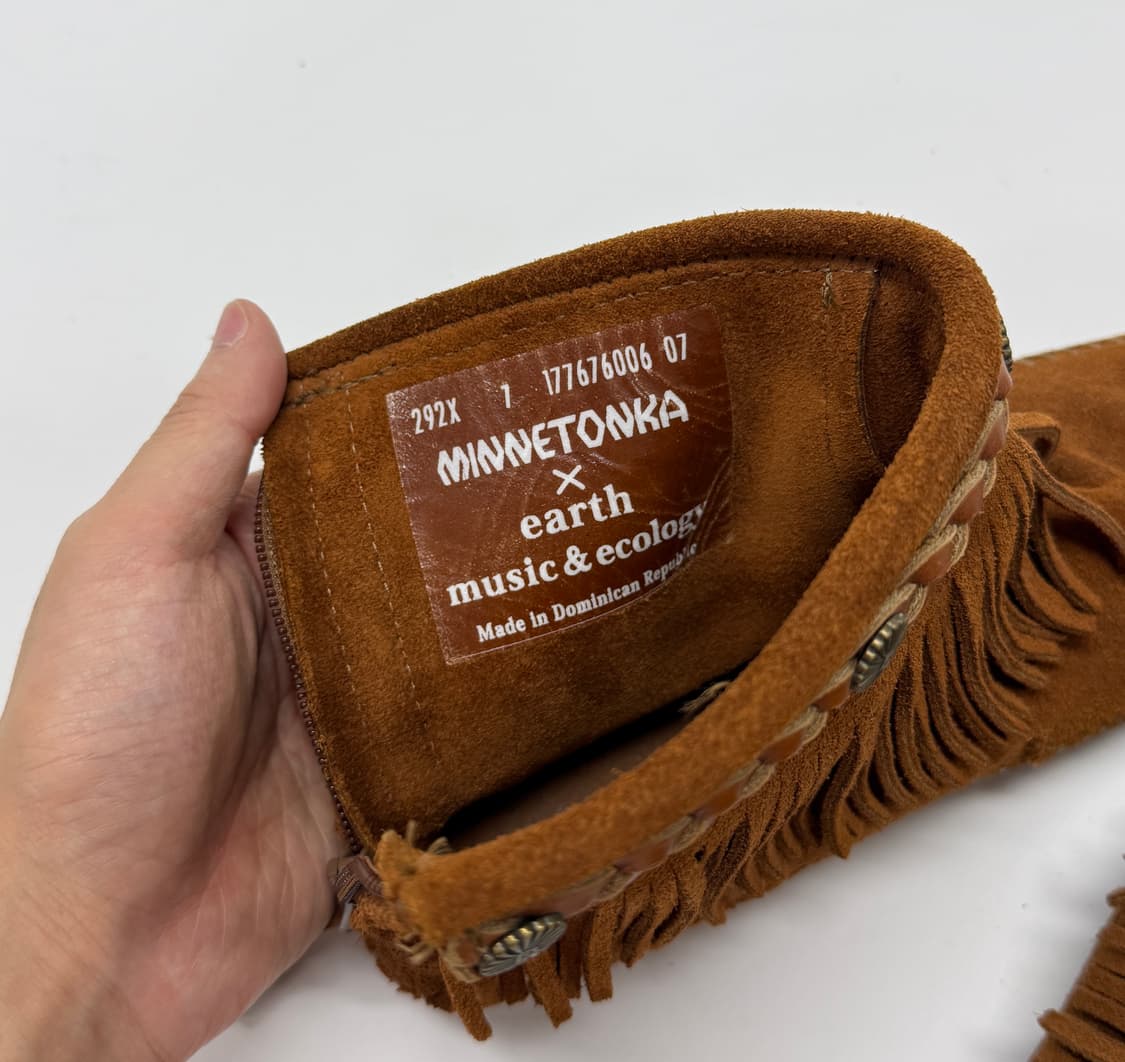 292X 7 177676006 07
MINNETONKA
×
earth
music & ecology
Made in Dominican Republic